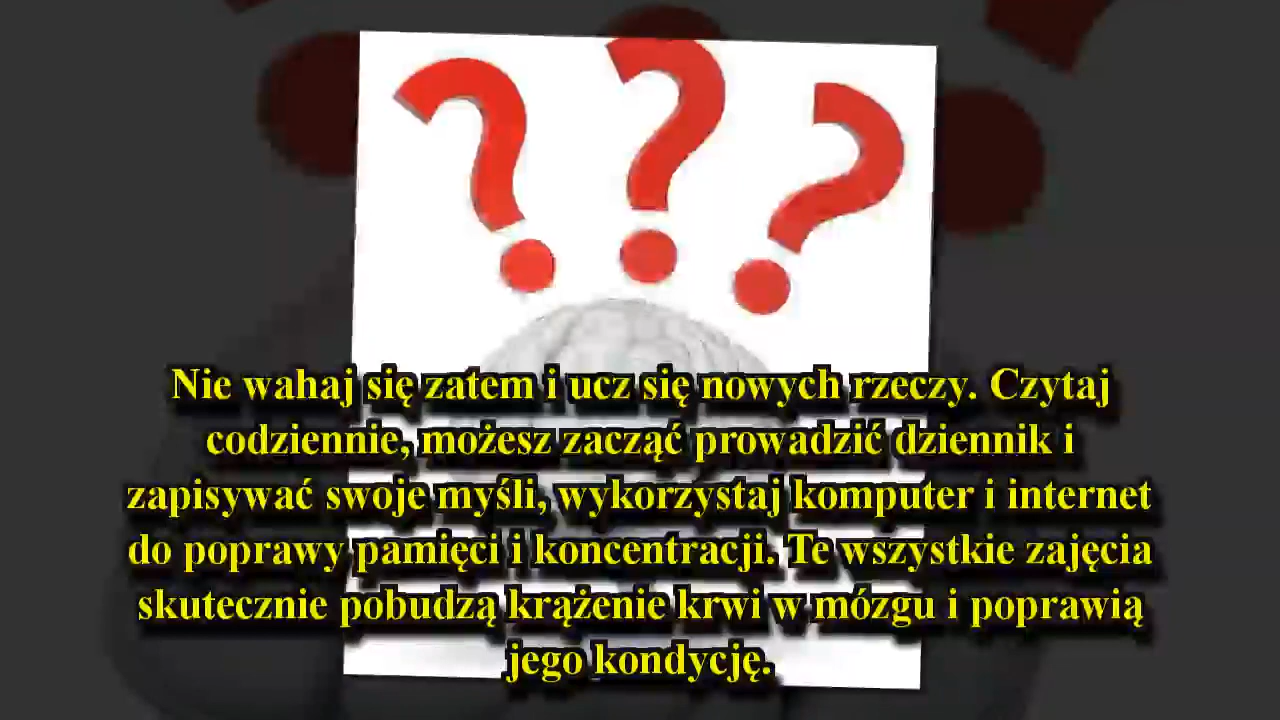 Nie wahaj się zatem i ucz się nowych rzeczy. Czytaj
codziennie, możesz zacząć prowadzić dziennik i
zapisywać swoje myśli, wykorzystaj komputer i internet
do poprawy pamięci i koncentracji. Te wszystkie zajęcia
skutecznie pobudzą krążenie krwi w mózgu i poprawią
jego kondycję.